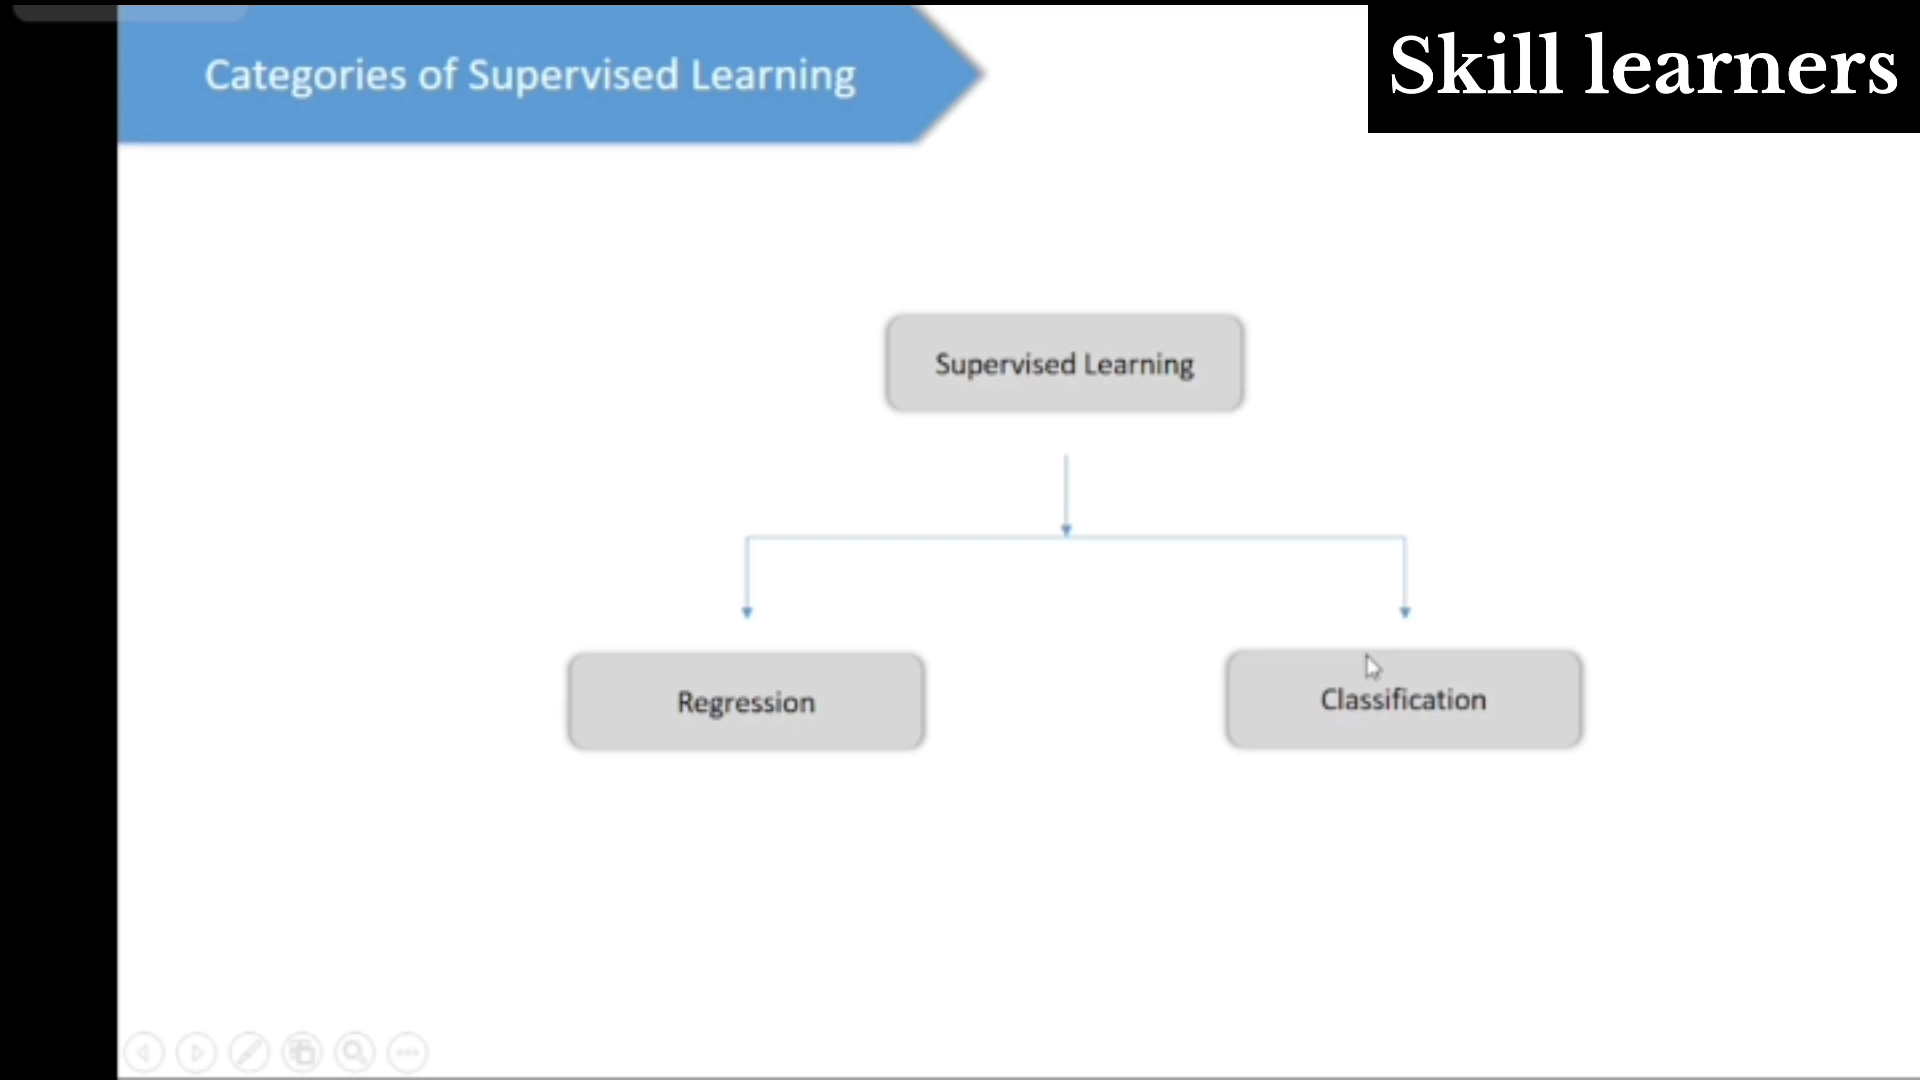 Categories of Supervised Learning
Skill learners
Supervised Learning
Regression
Classification